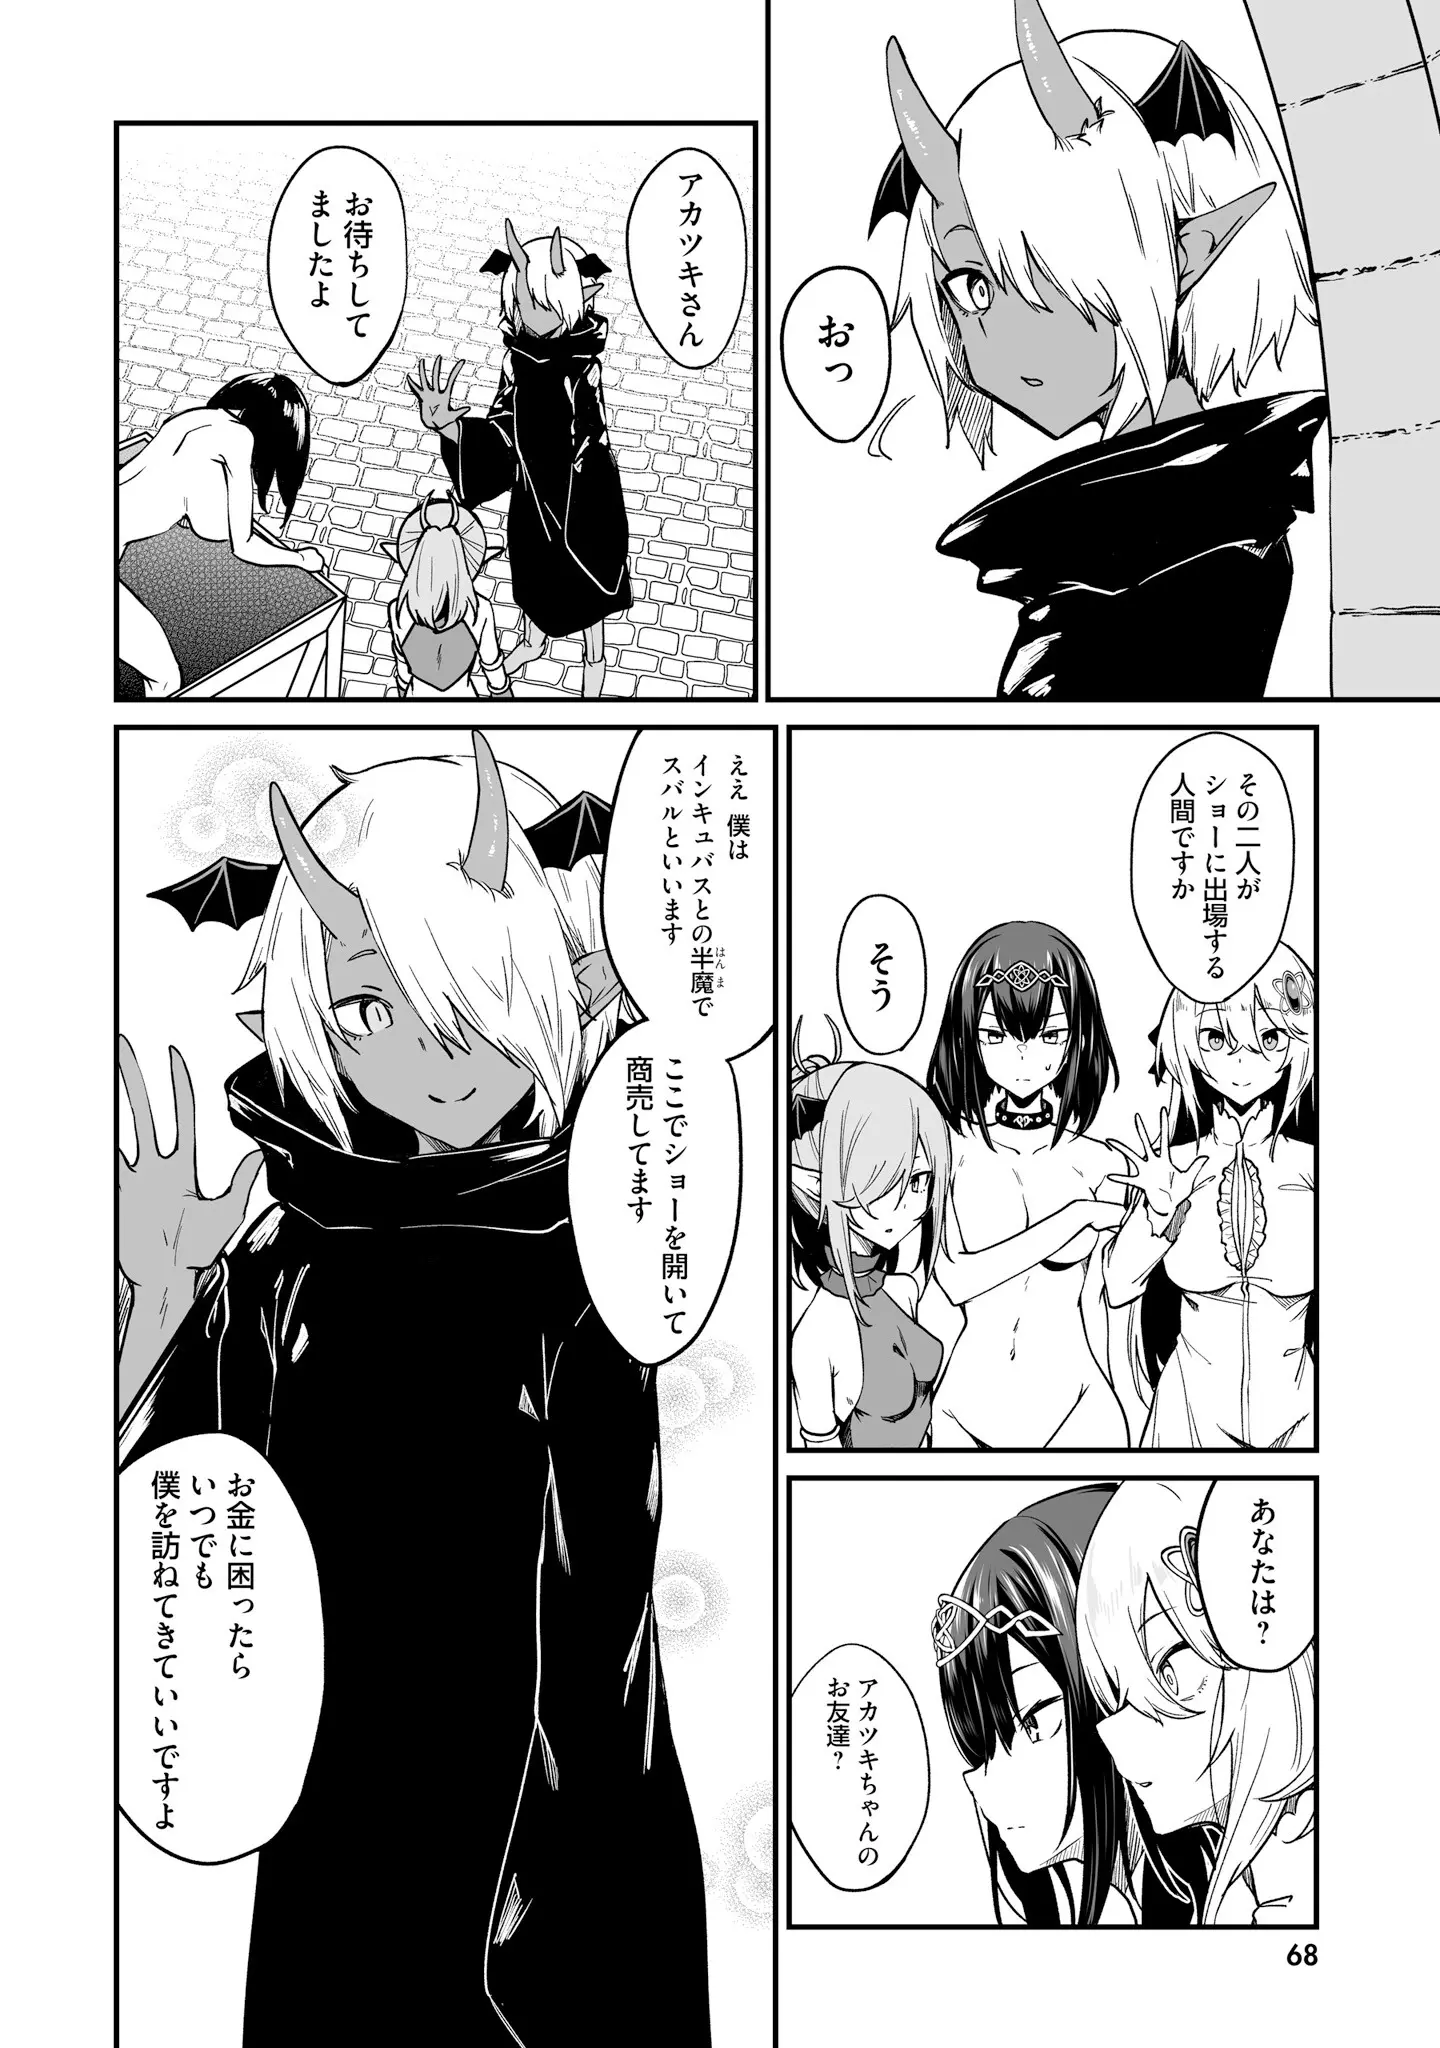 おっ
アカツキさん
お待ちして
ましたよ
その二人が
ショーに出場する
人間ですか
そう
あなたは？
アカツキちゃんの
お友達？
ええ 僕は
インキュバスとの半魔で
はんま
スバルといいます
ここでショーを開いて
商売してます
お金に困ったら
いつでも
僕を訪ねてきていいですよ
68